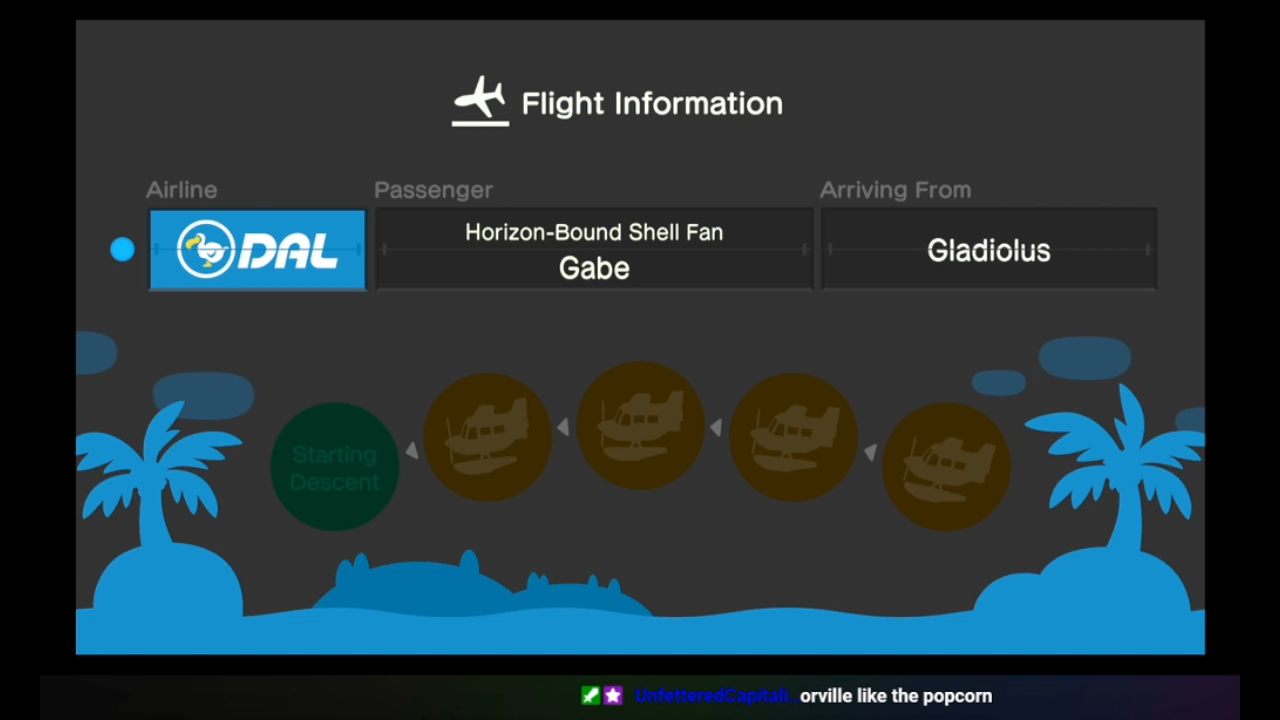 Flight Information
Airline
Passenger
Arriving From
DAL
Horizon-Bound Shell Fan
Gabe
Gladiolus
Starting
Descent
UnfetteredCapitali... orville like the popcorn